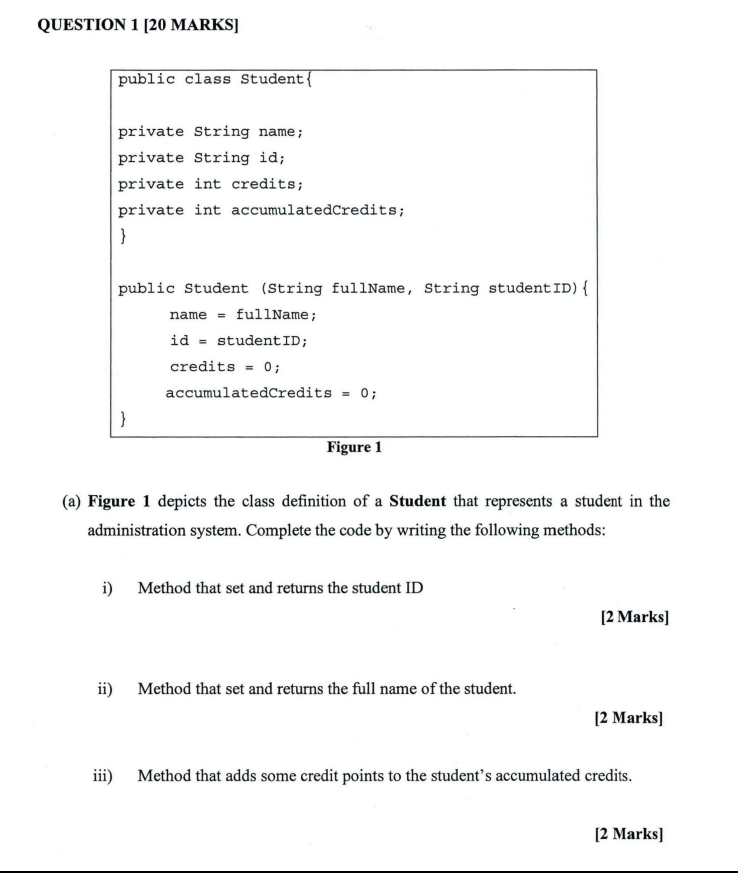 QUESTION 1 [20 MARKS]
public class Student{
private String name;
private String id;
private int credits;
private int accumulatedCredits;
}
public Student (String fullName, String studentID){
name = fullName;
id = studentID;
credits = 0;
accumulatedCredits = 0;
}
Figure 1
(a) Figure 1 depicts the class definition of a Student that represents a student in the
administration system. Complete the code by writing the following methods:
i) Method that set and returns the student ID
[2 Marks]
ii) Method that set and returns the full name of the student.
[2 Marks]
iii) Method that adds some credit points to the student's accumulated credits.
[2 Marks]